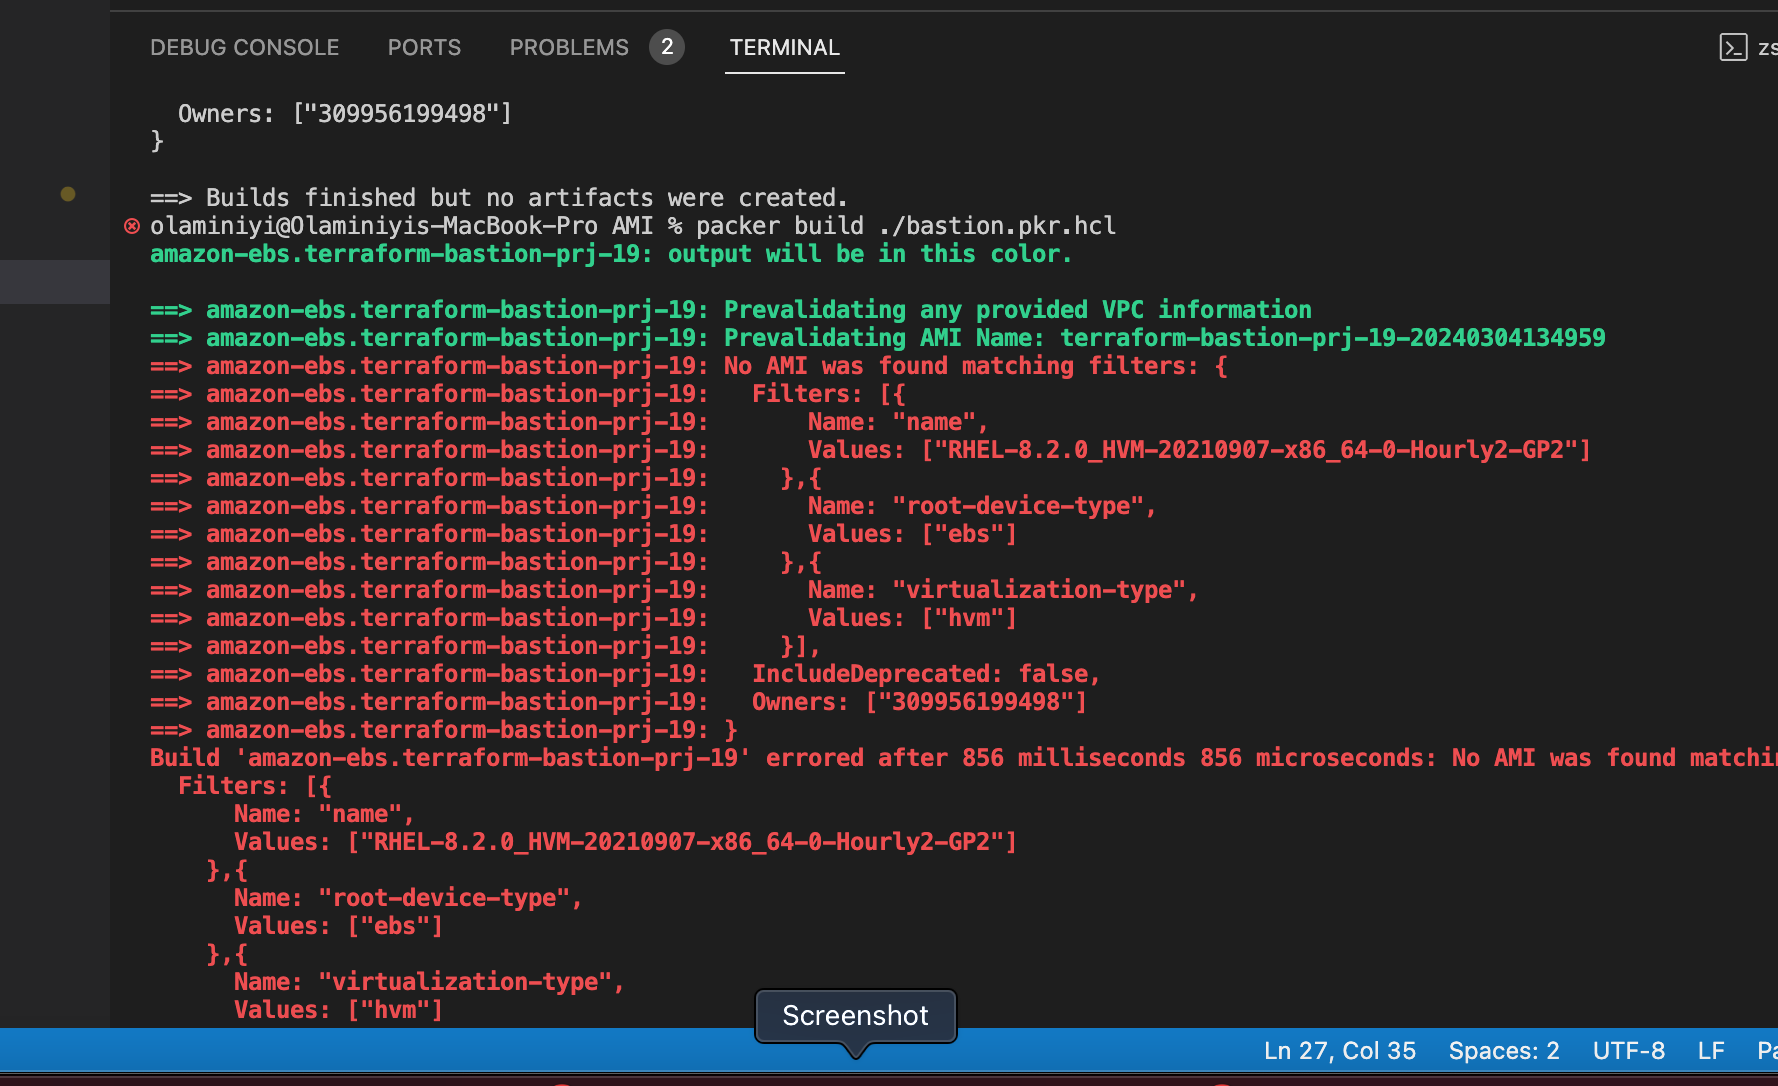 DEBUG CONSOLE PORTS PROBLEMS 2 TERMINAL
  Owners: ["309956199498"]
}
==> Builds finished but no artifacts were created.
olaminiyi@Olaminiyis-MacBook-Pro AMI % packer build ./bastion.pkr.hcl
amazon-ebs.terraform-bastion-prj-19: output will be in this color.
==> amazon-ebs.terraform-bastion-prj-19: Prevalidating any provided VPC information
==> amazon-ebs.terraform-bastion-prj-19: Prevalidating AMI Name: terraform-bastion-prj-19-20240304134959
==> amazon-ebs.terraform-bastion-prj-19: No AMI was found matching filters: {
==> amazon-ebs.terraform-bastion-prj-19:   Filters: [{
==> amazon-ebs.terraform-bastion-prj-19:       Name: "name",
==> amazon-ebs.terraform-bastion-prj-19:       Values: ["RHEL-8.2.0_HVM-20210907-x86_64-0-Hourly2-GP2"]
==> amazon-ebs.terraform-bastion-prj-19:     },{
==> amazon-ebs.terraform-bastion-prj-19:       Name: "root-device-type",
==> amazon-ebs.terraform-bastion-prj-19:       Values: ["ebs"]
==> amazon-ebs.terraform-bastion-prj-19:     },{
==> amazon-ebs.terraform-bastion-prj-19:       Name: "virtualization-type",
==> amazon-ebs.terraform-bastion-prj-19:       Values: ["hvm"]
==> amazon-ebs.terraform-bastion-prj-19:     }],
==> amazon-ebs.terraform-bastion-prj-19:   IncludeDeprecated: false,
==> amazon-ebs.terraform-bastion-prj-19:   Owners: ["309956199498"]
==> amazon-ebs.terraform-bastion-prj-19: }
Build 'amazon-ebs.terraform-bastion-prj-19' errored after 856 milliseconds 856 microseconds: No AMI was found
  Filters: [{
      Name: "name",
      Values: ["RHEL-8.2.0_HVM-20210907-x86_64-0-Hourly2-GP2"]
    },{
      Name: "root-device-type",
      Values: ["ebs"]
    },{
      Name: "virtualization-type",
      Values: ["hvm"]
Screenshot
Ln 27, Col 35 Spaces: 2 UTF-8 LF